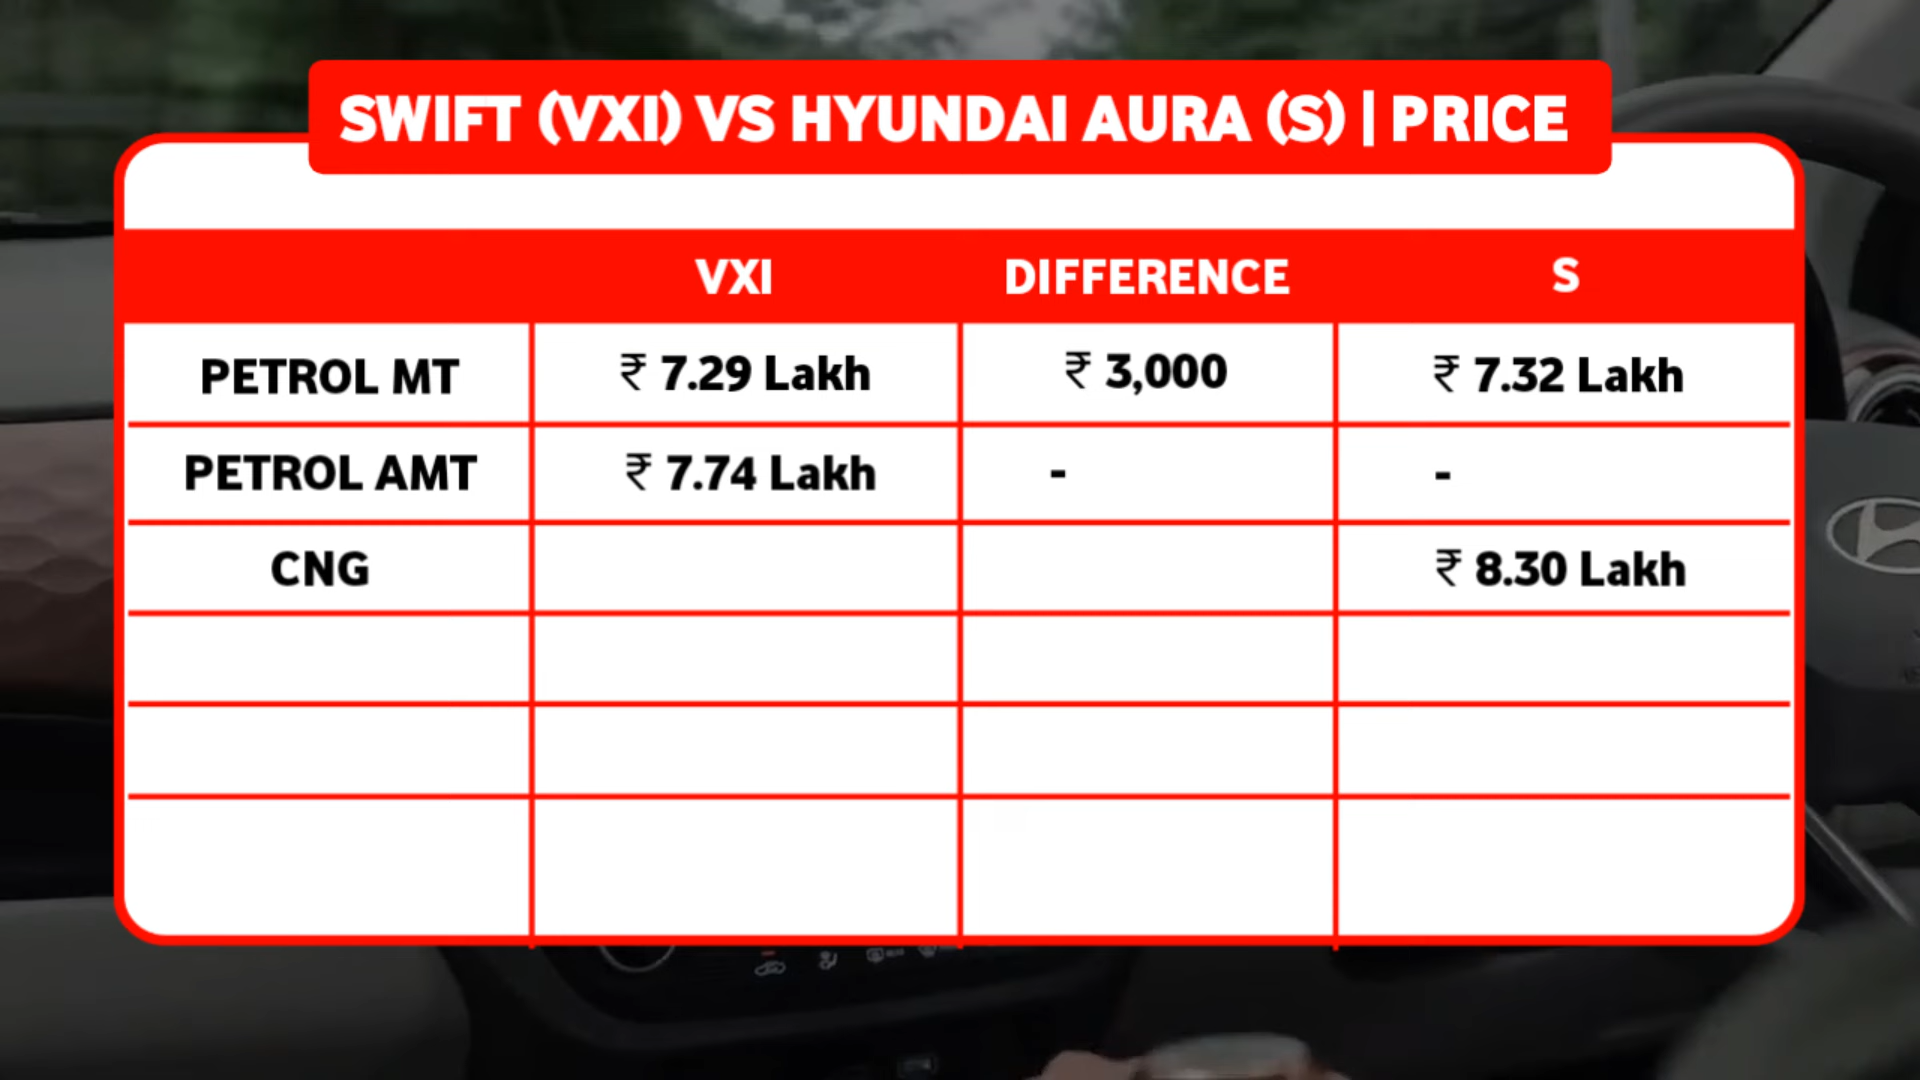 SWIFT (VXI) VS HYUNDAI AURA (S) | PRICE
VXI DIFFERENCE S
PETROL MT ₹ 7.29 Lakh ₹ 3,000 ₹ 7.32 Lakh
PETROL AMT ₹ 7.74 Lakh - -
CNG ₹ 8.30 Lakh